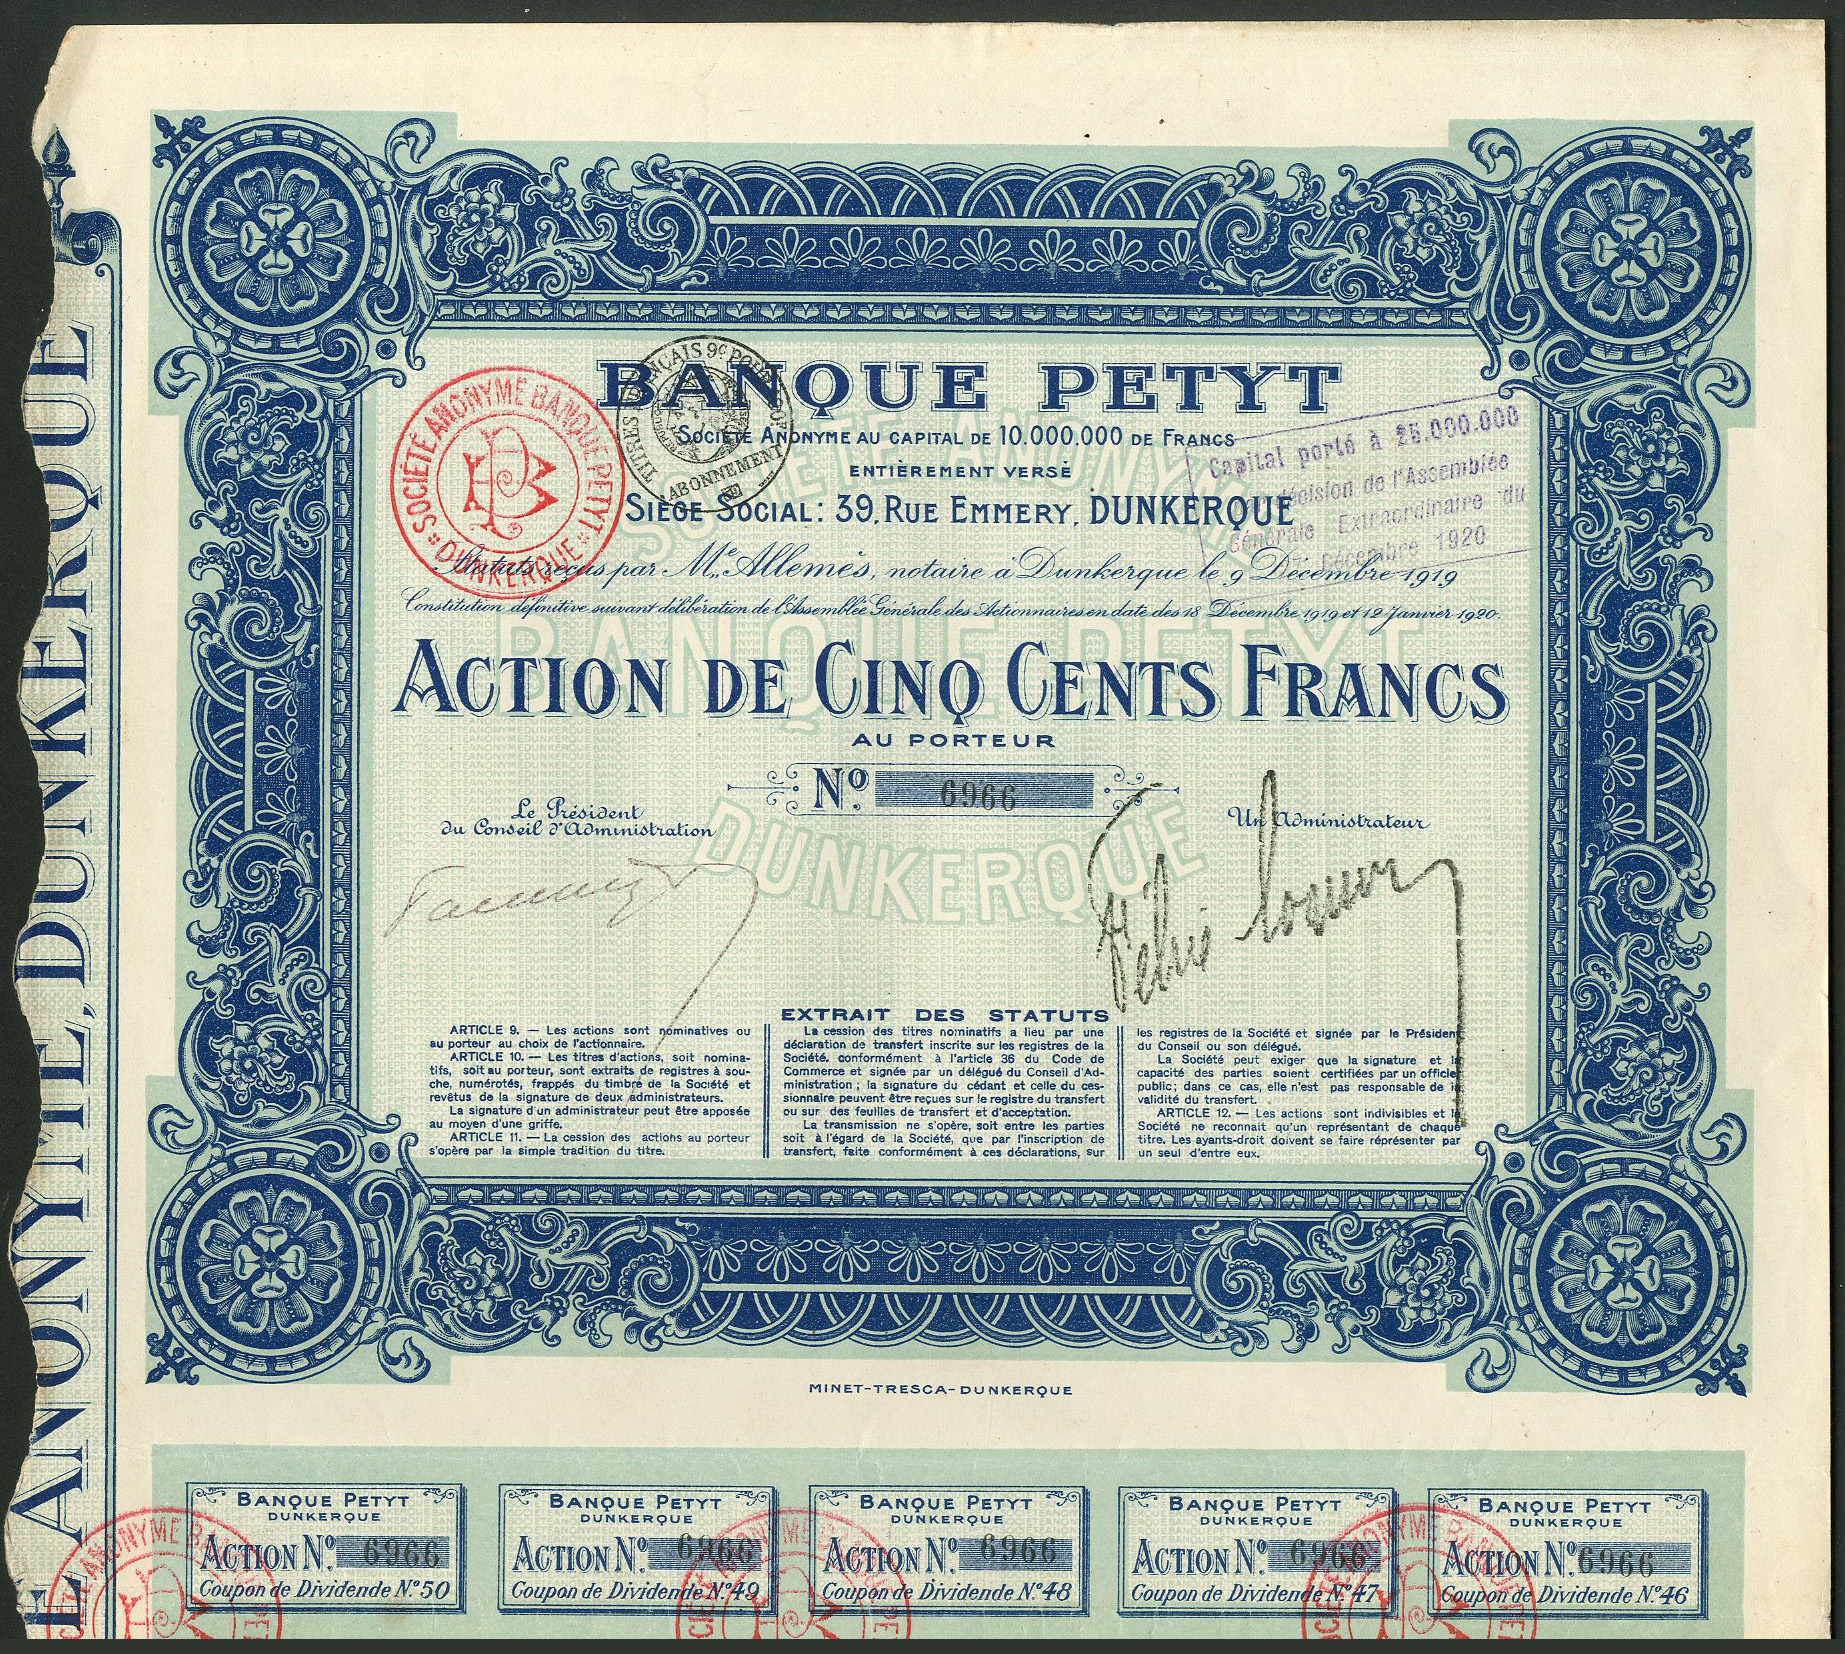 BANQUE PETYT
SOCIÉTÉ ANONYME AU CAPITAL DE 10.000.000 DE FRANCS
ENTIÈREMENT VERSÉ
SIÈGE SOCIAL: 39, RUE EMMERY, DUNKERQUE
Statuts reçus par Me Allemès, notaire à Dunkerque le 9 Décembre 1919
Constitution définitive suivant délibération de l'Assemblée Générale des Actionnaires en date des 18 Décembre 1919 et 12 Janvier 1920.
SOCIÉTÉ ANONYME BANQUE PETYT
DUNKERQUE
TITRES FRANÇAIS 9c POUR
ABONNEMENT
Capital porté à 25.000.000
décision de l'Assemblée
Générale Extraordinaire du
Décembre 1920
SOCIÉTÉ ANONYME
BANQUE PETYT
DUNKERQUE
ACTION DE CINQ CENTS FRANCS
AU PORTEUR
No. 6966
Le Président
du Conseil d'Administration
Un Administrateur
EXTRAIT DES STATUTS
ARTICLE 9. — Les actions sont nominatives ou
au porteur au choix de l'actionnaire.
ARTICLE 10. — Les titres d'actions, soit nomina-
tifs, soit au porteur, sont extraits de registres à sou-
che, numérotés, frappés du timbre de la Société et
revêtus de la signature de deux administrateurs.
La signature d'un administrateur peut être apposée
au moyen d'une griffe.
ARTICLE 11. — La cession des actions au porteur
s'opère par la simple tradition du titre.
La cession des titres nominatifs a lieu par une
déclaration de transfert inscrite sur les registres de la
Société, conformément à l'article 36 du Code de
Commerce et signée par un délégué du Conseil d'Ad-
ministration ; la signature du cédant et celle du ces-
sionnaire peuvent être reçues sur le registre du transfert
ou sur des feuilles de transfert et d'acceptation.
La transmission ne s'opère, soit entre les parties
soit à l'égard de la Société, que par l'inscription de
transfert, faite conformément à ces déclarations, sur
les registres de la Société et signée par le Président
du Conseil ou son délégué.
La Société peut exiger que la signature et la
capacité des parties soient certifiées par un officier
public ; dans ce cas, elle n'est pas responsable de la
validité du transfert.
ARTICLE 12. — Les actions sont indivisibles et la
Société ne reconnait qu'un représentant de chaque
titre. Les ayants-droit doivent se faire réprésenter par
un seul d'entre eux.
MINET-TRESCA-DUNKERQUE
ANONYME, DUNKERQUE
BANQUE PETYT
DUNKERQUE
ACTION No. 6966
Coupon de Dividende No 50
BANQUE PETYT
DUNKERQUE
ACTION No. 6966
Coupon de Dividende No 49
BANQUE PETYT
DUNKERQUE
ACTION No. 6966
Coupon de Dividende No 48
BANQUE PETYT
DUNKERQUE
ACTION No. 6966
Coupon de Dividende No 47
BANQUE PETYT
DUNKERQUE
ACTION No. 6966
Coupon de Dividende No 46